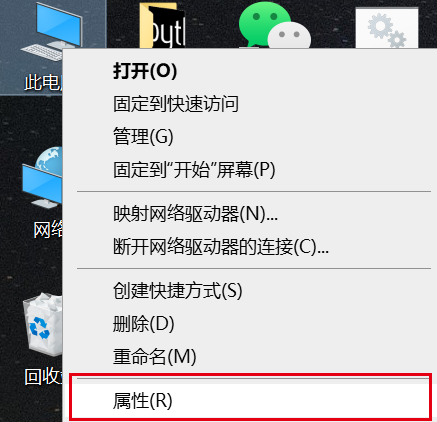 此电脑
打开(O)
固定到快速访问
管理(G)
固定到“开始”屏幕(P)
映射网络驱动器(N)...
断开网络驱动器的连接(C)...
网络
创建快捷方式(S)
删除(D)
重命名(M)
回收
属性(R)